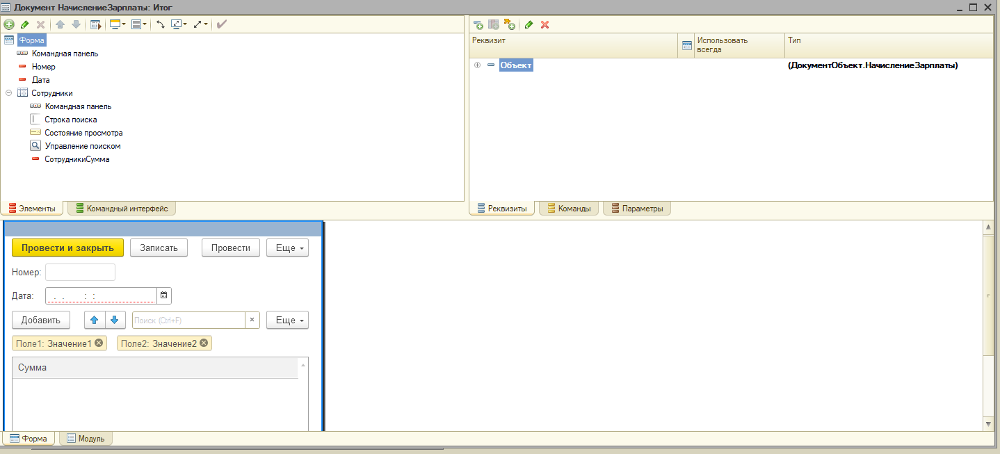 Документ НачислениеЗарплаты: Итог
Форма
Командная панель
Номер
Дата
Сотрудники
Командная панель
Строка поиска
Состояние просмотра
Управление поиском
СотрудникиСумма
Элементы
Командный интерфейс
Реквизит
Использовать
всегда
Тип
Объект
(ДокументОбъект.НачислениеЗарплаты)
Реквизиты
Команды
Параметры
Провести и закрыть
Записать
Провести
Еще
Номер:
Дата:
. . : :
Добавить
Поиск (Ctrl+F)
×
Еще
Поле1: Значение1
Поле2: Значение2
Сумма
Форма
Модуль